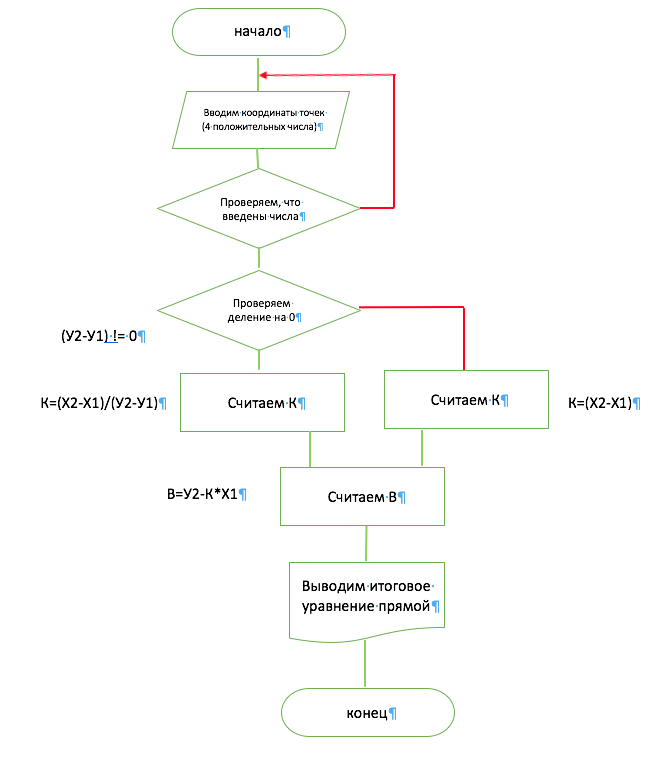 начало¶
Вводим·координаты·точек·
(4·положительных·числа)¶
Проверяем,·что·
введены·числа¶
Проверяем·
деление·на·0¶
(У2-У1)·!=·0¶
К=(Х2-Х1)/(У2-У1)¶
Считаем·К¶
Считаем·К¶
К=(Х2-Х1)¶
В=У2-К*Х1¶
Считаем·В¶
Выводим·итоговое·
уравнение·прямой¶
конец¶